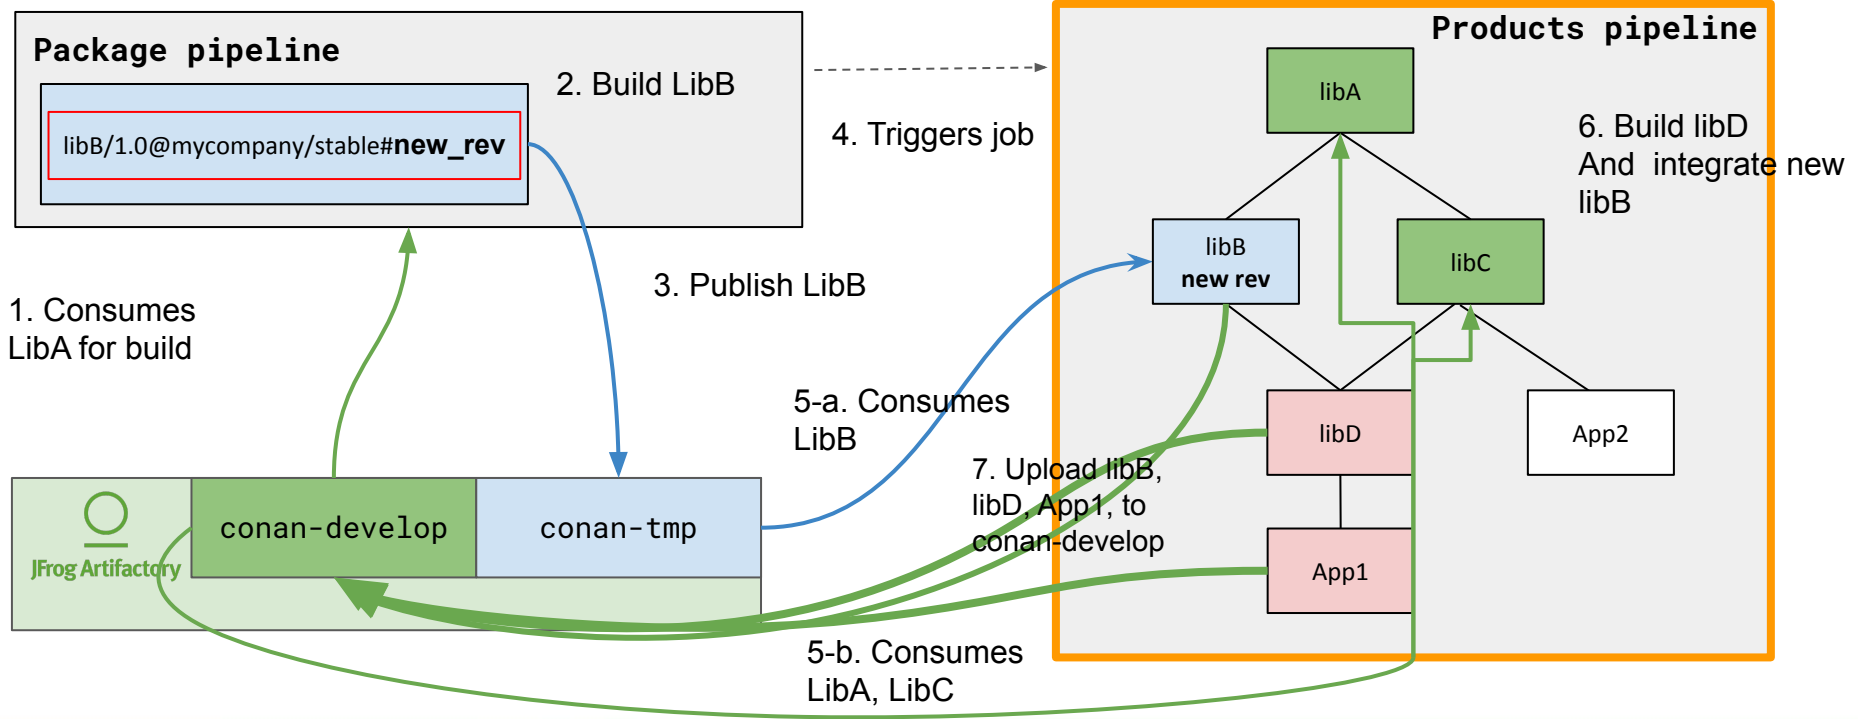 Package pipeline
2. Build LibB
libB/1.0@mycompany/stable#new_rev
4. Triggers job
Products pipeline
libA
6. Build libD
And  integrate new
libB
libB
new rev
libC
3. Publish LibB
1. Consumes
LibA for build
5-a. Consumes
LibB
libD
App2
7. Upload libB,
libD, App1, to
conan-develop
App1
JFrog Artifactory
conan-develop
conan-tmp
5-b. Consumes
LibA, LibC